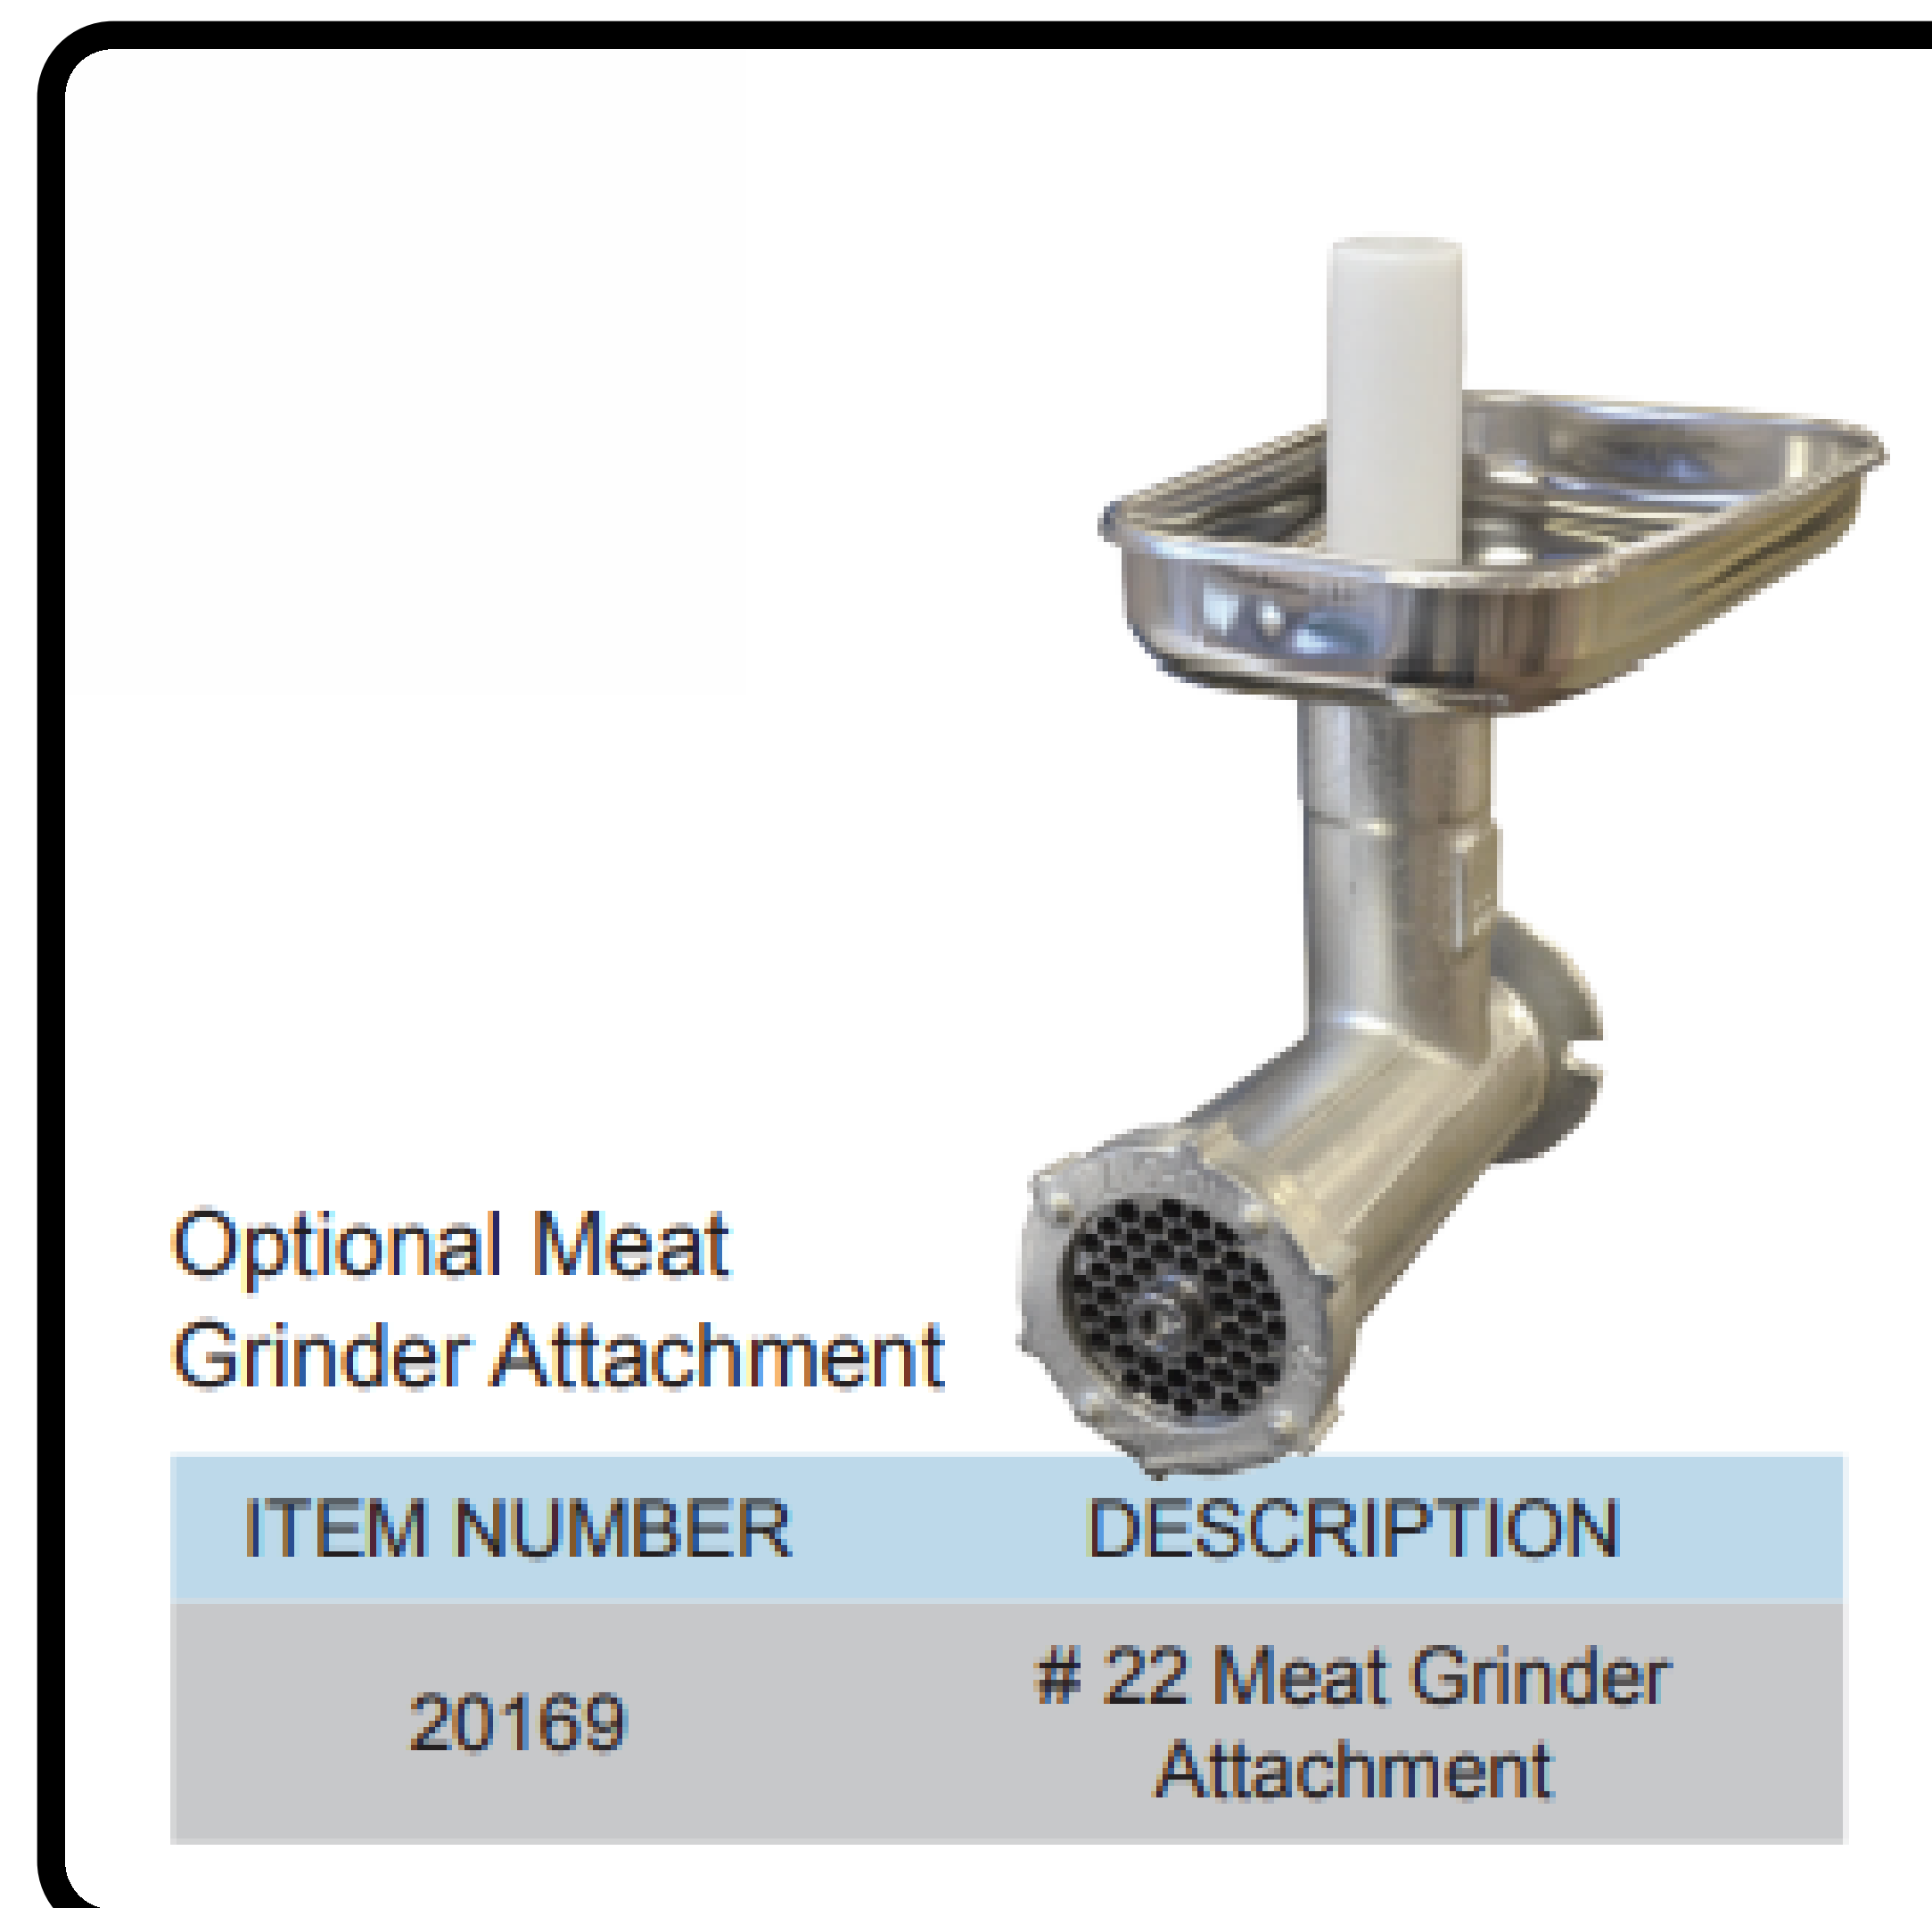 Optional Meat
Grinder Attachment
ITEM NUMBER DESCRIPTION
20169 # 22 Meat Grinder
Attachment